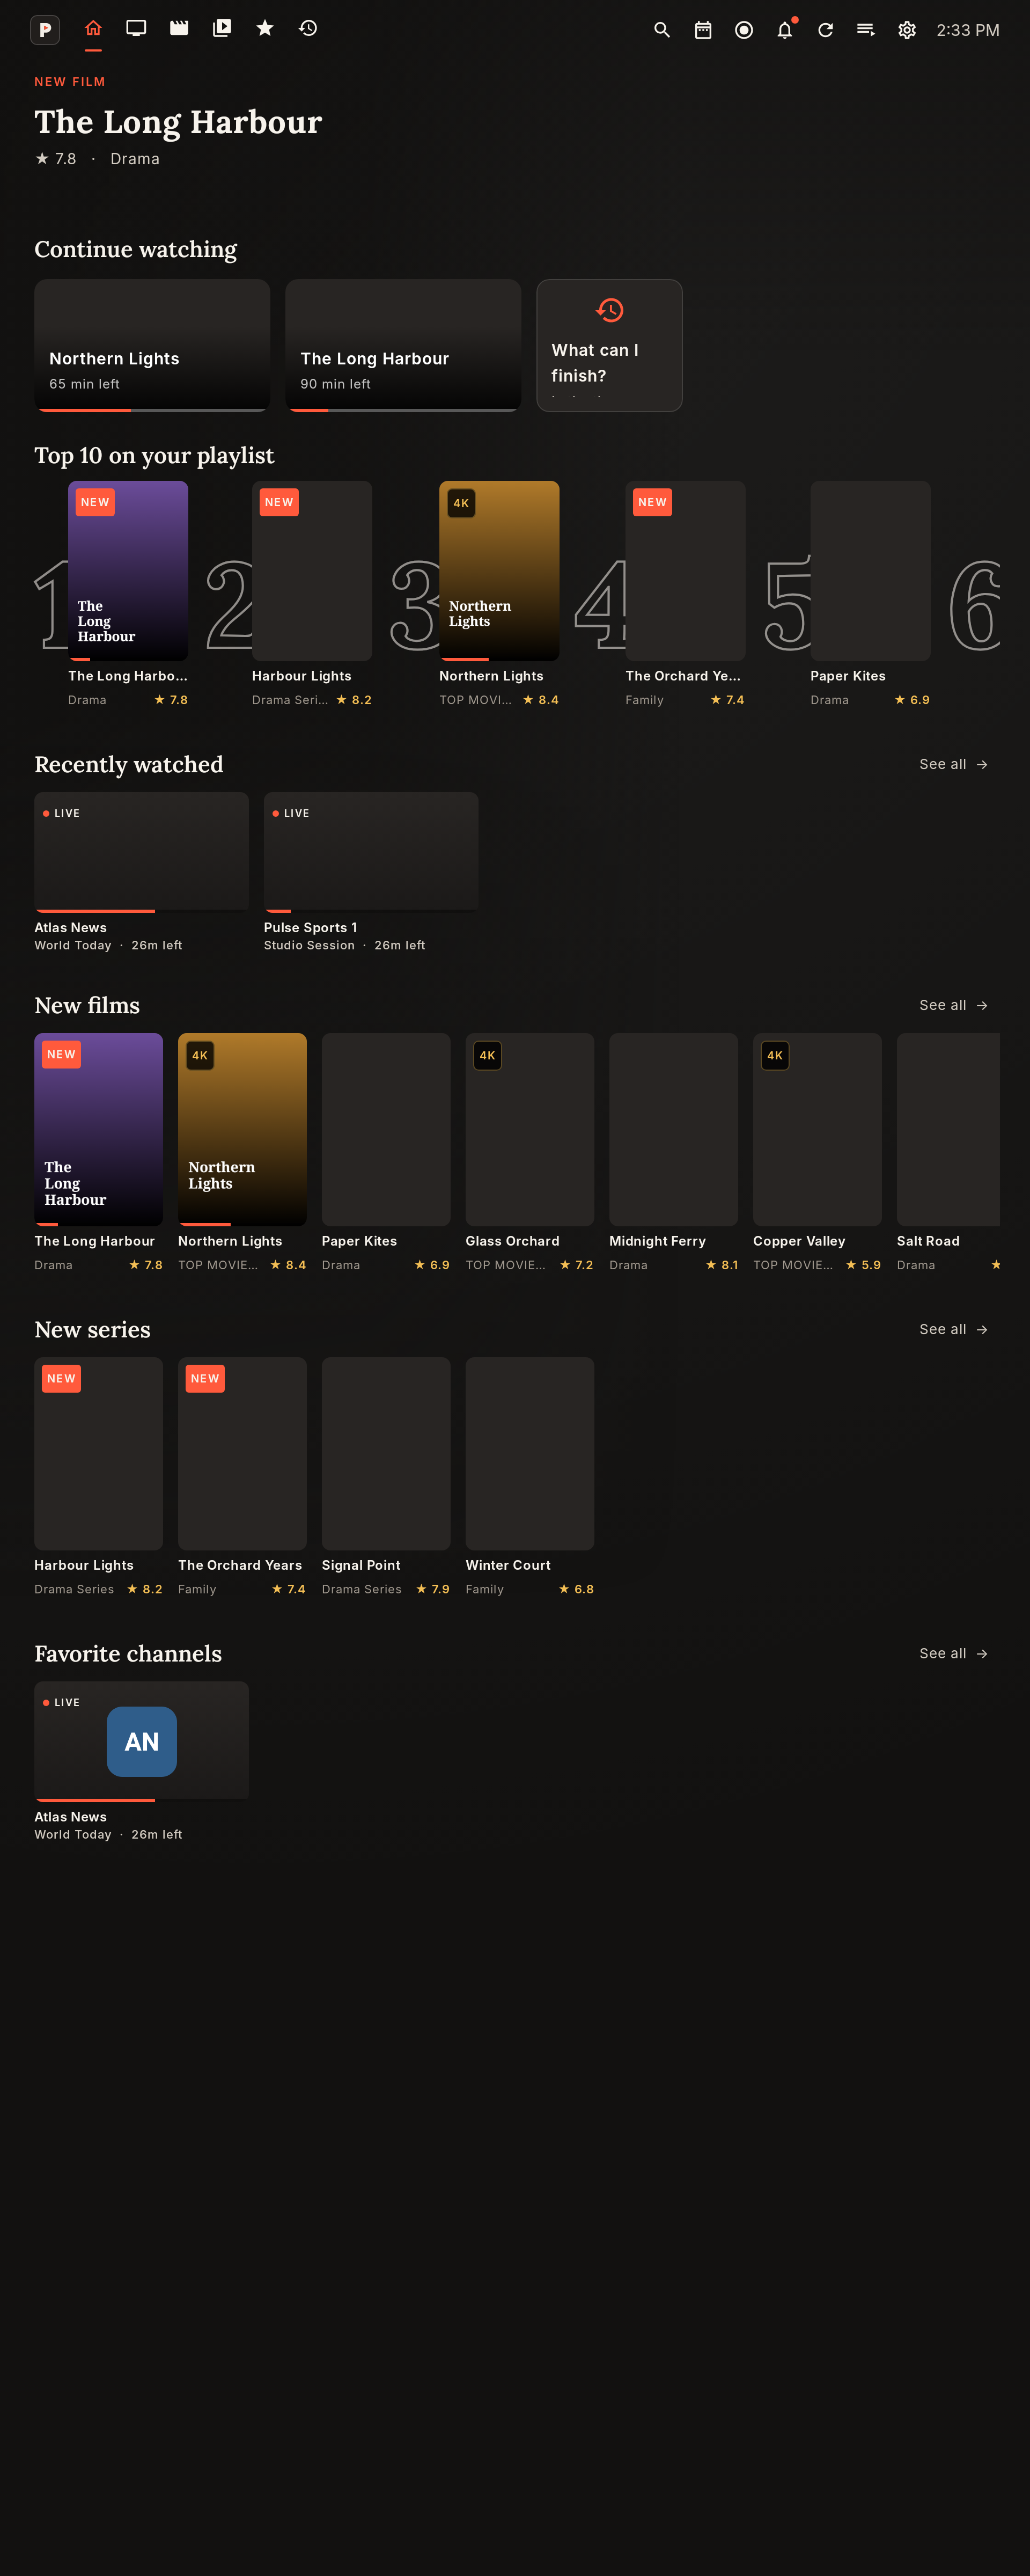 P
2:33 PM
NEW FILM
The Long Harbour
★ 7.8 · Drama
Continue watching
Northern Lights
65 min left
The Long Harbour
90 min left
What can I
finish?
Top 10 on your playlist
1
NEW
The
Long
Harbour
The Long Harbo...
Drama ★ 7.8
2
NEW
Harbour Lights
Drama Seri... ★ 8.2
3
4K
Northern
Lights
Northern Lights
TOP MOVI... ★ 8.4
4
NEW
The Orchard Ye...
Family ★ 7.4
5
Paper Kites
Drama ★ 6.9
6
Recently watched
See all →
LIVE
Atlas News
World Today · 26m left
LIVE
Pulse Sports 1
Studio Session · 26m left
New films
See all →
NEW
The
Long
Harbour
The Long Harbour
Drama ★ 7.8
4K
Northern
Lights
Northern Lights
TOP MOVIE... ★ 8.4
Paper Kites
Drama ★ 6.9
4K
Glass Orchard
TOP MOVIE... ★ 7.2
Midnight Ferry
Drama ★ 8.1
4K
Copper Valley
TOP MOVIE... ★ 5.9
Salt Road
Drama ★
New series
See all →
NEW
Harbour Lights
Drama Series ★ 8.2
NEW
The Orchard Years
Family ★ 7.4
Signal Point
Drama Series ★ 7.9
Winter Court
Family ★ 6.8
Favorite channels
See all →
LIVE
AN
Atlas News
World Today · 26m left